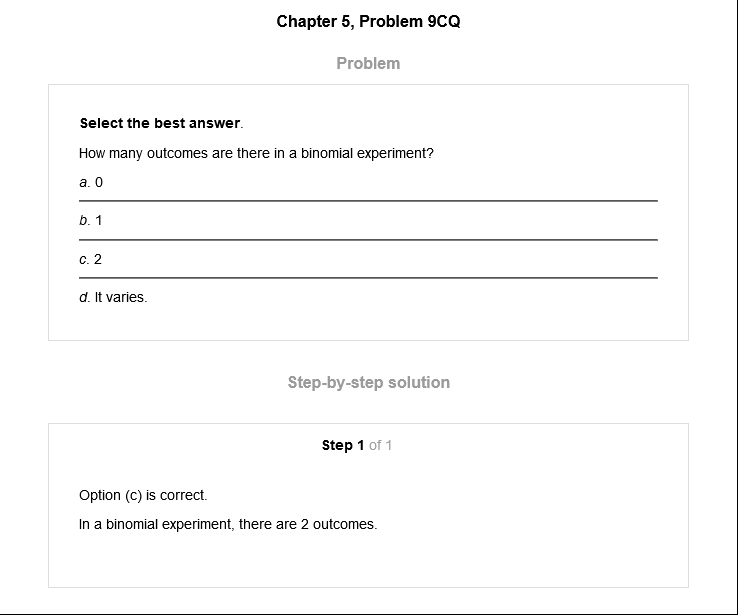 Chapter 5, Problem 9CQ
Problem
Select the best answer.
How many outcomes are there in a binomial experiment?
a. 0
b. 1
c. 2
d. It varies.
Step-by-step solution
Step 1 of 1
Option (c) is correct.
In a binomial experiment, there are 2 outcomes.